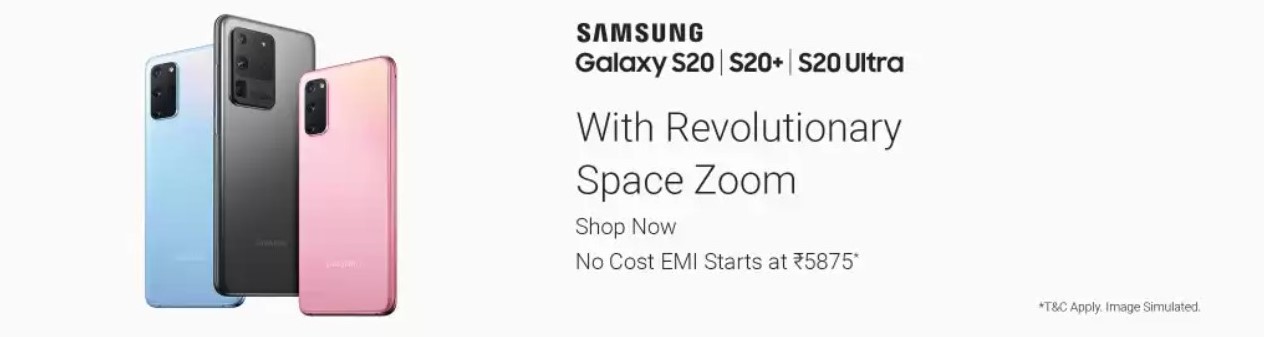 SAMSUNG
Galaxy S20 | S20+ | S20 Ultra
With Revolutionary
Space Zoom
Shop Now
No Cost EMI Starts at ₹5875*
*T&C Apply. Image Simulated.